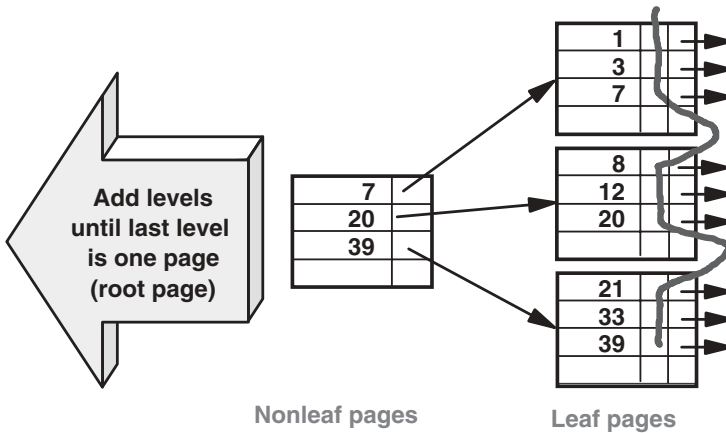 Add levels
until last level
is one page
(root page)
7
20
39
Nonleaf pages
1
3
7
8
12
20
21
33
39
Leaf pages